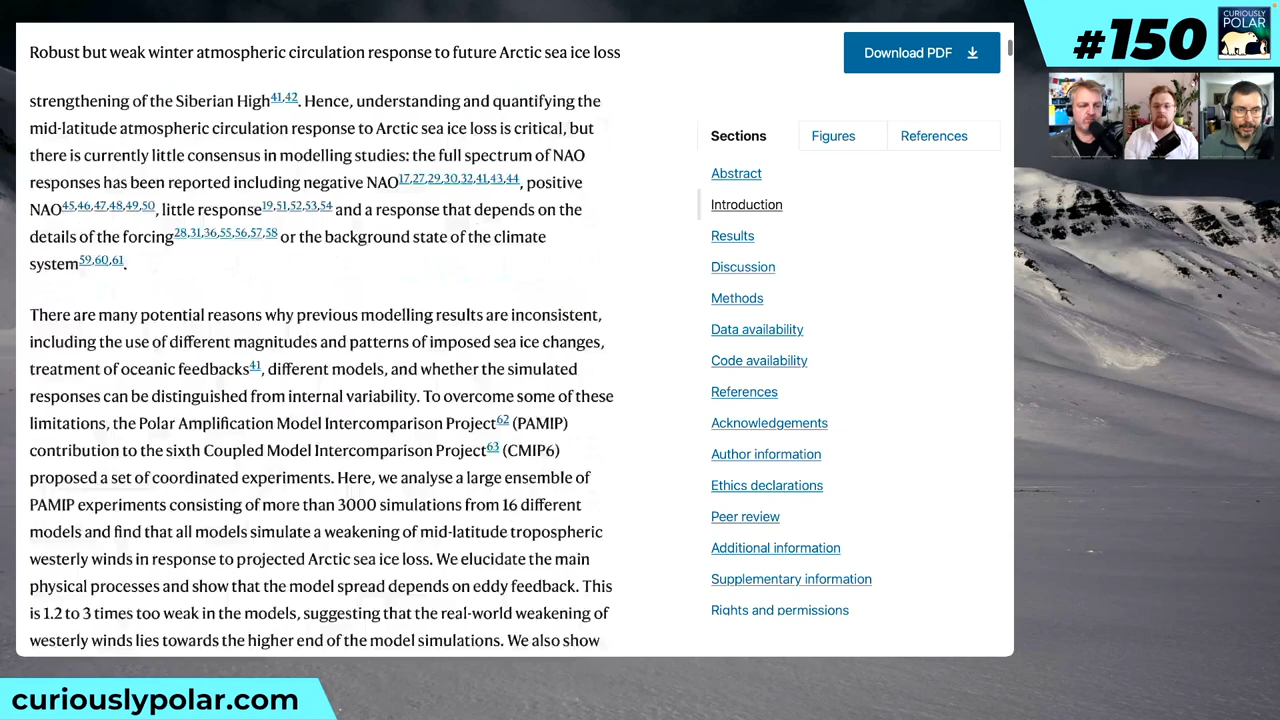 Robust but weak winter atmospheric circulation response to future Arctic sea ice loss
Download PDF
strengthening of the Siberian High41,42. Hence, understanding and quantifying the
mid-latitude atmospheric circulation response to Arctic sea ice loss is critical, but
there is currently little consensus in modelling studies: the full spectrum of NAO
responses has been reported including negative NAO17,27,29,30,32,41,43,44, positive
NAO45,46,47,48,49,50, little response19,51,52,53,54 and a response that depends on the
details of the forcing28,31,36,55,56,57,58 or the background state of the climate
system59,60,61.
There are many potential reasons why previous modelling results are inconsistent,
including the use of different magnitudes and patterns of imposed sea ice changes,
treatment of oceanic feedbacks41, different models, and whether the simulated
responses can be distinguished from internal variability. To overcome some of these
limitations, the Polar Amplification Model Intercomparison Project62 (PAMIP)
contribution to the sixth Coupled Model Intercomparison Project63 (CMIP6)
proposed a set of coordinated experiments. Here, we analyse a large ensemble of
PAMIP experiments consisting of more than 3000 simulations from 16 different
models and find that all models simulate a weakening of mid-latitude tropospheric
westerly winds in response to projected Arctic sea ice loss. We elucidate the main
physical processes and show that the model spread depends on eddy feedback. This
is 1.2 to 3 times too weak in the models, suggesting that the real-world weakening of
westerly winds lies towards the higher end of the model simulations. We also show
Sections
Figures
References
Abstract
Introduction
Results
Discussion
Methods
Data availability
Code availability
References
Acknowledgements
Author information
Ethics declarations
Peer review
Additional information
Supplementary information
Rights and permissions
#150
CURIOUSLY
POLAR
curiouslypolar.com